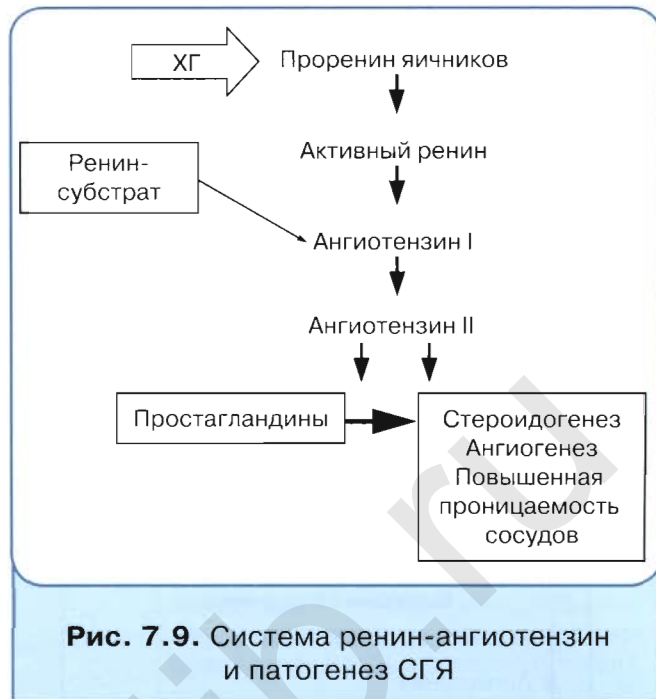 ХГ
Проренин яичников
Активный ренин
Ренин-
субстрат
Ангиотензин I
Ангиотензин II
Простагландины
Стероидогенез
Ангиогенез
Повышенная
проницаемость
сосудов
Рис. 7.9. Система ренин-ангиотензин
и патогенез СГЯ